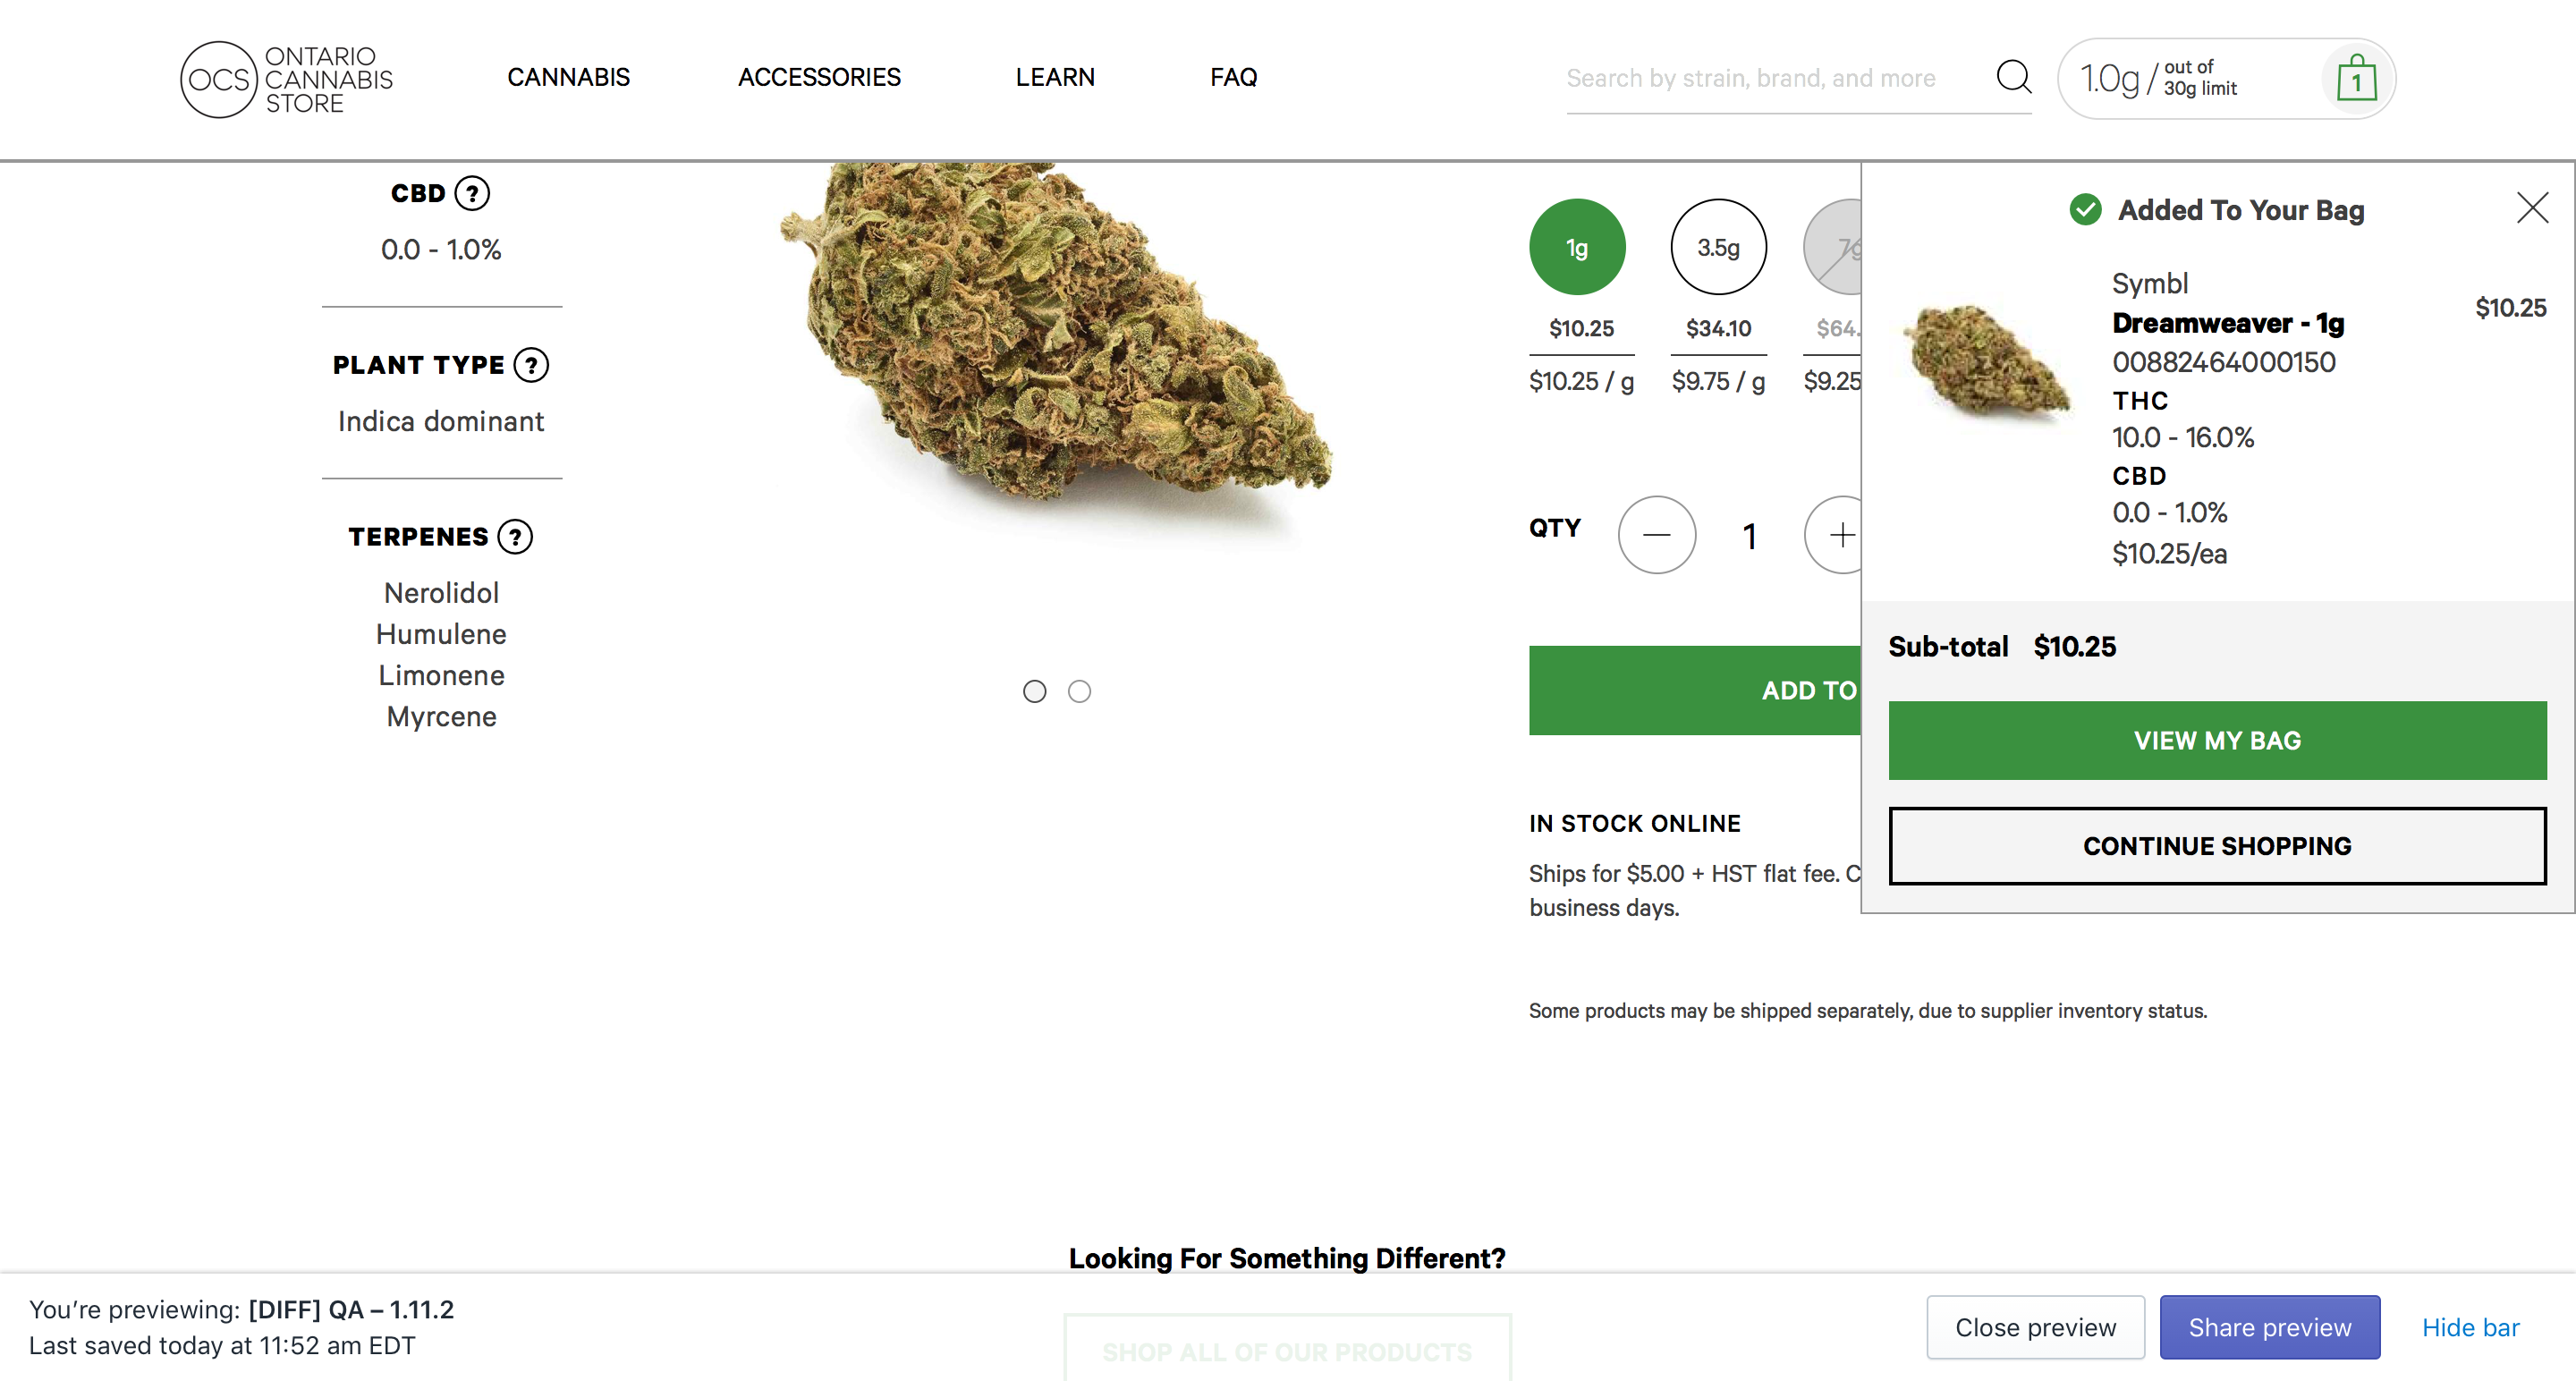 OCS
ONTARIO
CANNABIS
STORE
CANNABIS
ACCESSORIES
LEARN
FAQ
Search by strain, brand, and more
1.0g / out of
30g limit
1
CBD ?
0.0 - 1.0%
PLANT TYPE ?
Indica dominant
TERPENES ?
Nerolidol
Humulene
Limonene
Myrcene
1g
3.5g
7g
$10.25
$34.10
$64.
$10.25 / g
$9.75 / g
$9.25
QTY
1
ADD TO
IN STOCK ONLINE
Ships for $5.00 + HST flat fee. C
business days.
Some products may be shipped separately, due to supplier inventory status.
Added To Your Bag
Symbl
Dreamweaver - 1g
00882464000150
THC
10.0 - 16.0%
CBD
0.0 - 1.0%
$10.25/ea
$10.25
Sub-total $10.25
VIEW MY BAG
CONTINUE SHOPPING
Looking For Something Different?
SHOP ALL OF OUR PRODUCTS
You're previewing: [DIFF] QA – 1.11.2
Last saved today at 11:52 am EDT
Close preview
Share preview
Hide bar